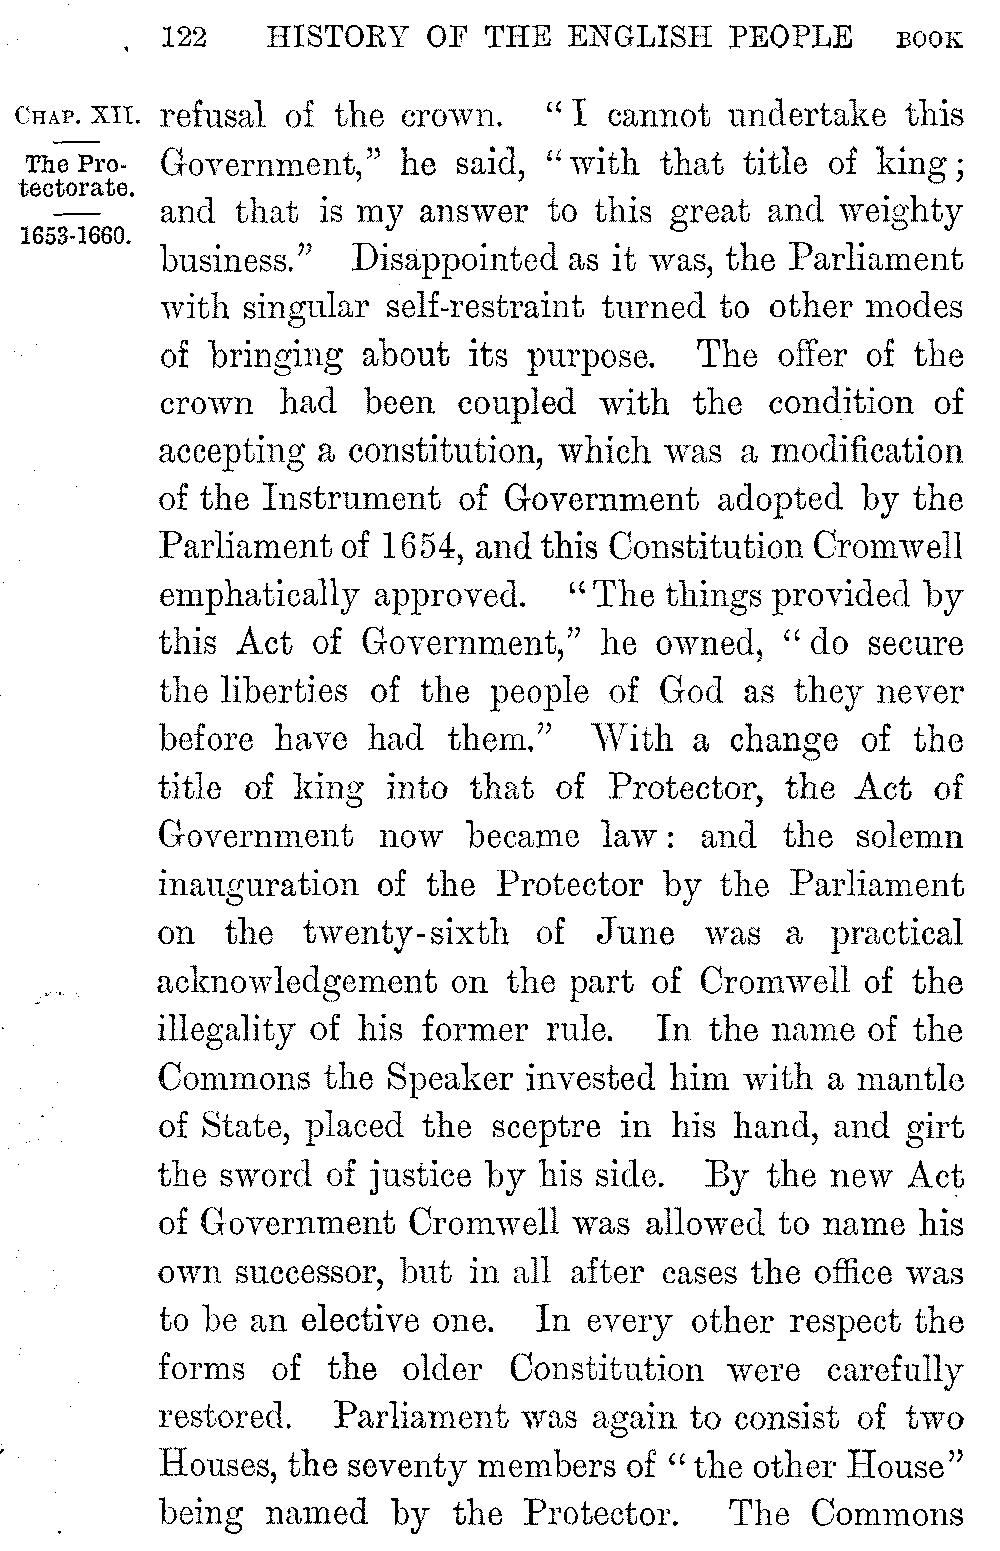 122 HISTORY OF THE ENGLISH PEOPLE BOOK
CHAP. XII.
The Pro-
tectorate.
1653-1660.
refusal of the crown. “I cannot undertake this
Government,” he said, “with that title of king;
and that is my answer to this great and weighty
business.” Disappointed as it was, the Parliament
with singular self-restraint turned to other modes
of bringing about its purpose. The offer of the
crown had been coupled with the condition of
accepting a constitution, which was a modification
of the Instrument of Government adopted by the
Parliament of 1654, and this Constitution Cromwell
emphatically approved. “The things provided by
this Act of Government,” he owned, “do secure
the liberties of the people of God as they never
before have had them.” With a change of the
title of king into that of Protector, the Act of
Government now became law: and the solemn
inauguration of the Protector by the Parliament
on the twenty-sixth of June was a practical
acknowledgement on the part of Cromwell of the
illegality of his former rule. In the name of the
Commons the Speaker invested him with a mantle
of State, placed the sceptre in his hand, and girt
the sword of justice by his side. By the new Act
of Government Cromwell was allowed to name his
own successor, but in all after cases the office was
to be an elective one. In every other respect the
forms of the older Constitution were carefully
restored. Parliament was again to consist of two
Houses, the seventy members of “the other House”
being named by the Protector. The Commons